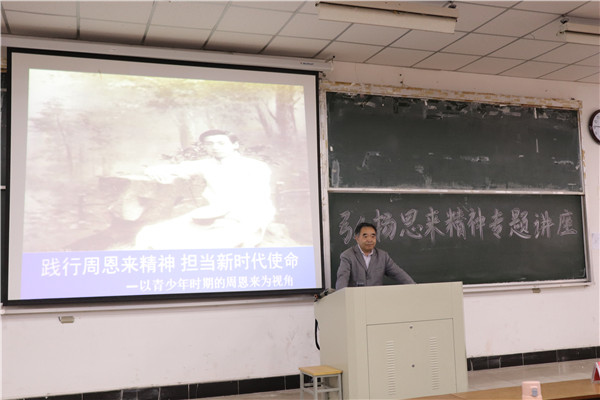 践行周恩来精神 担当新时代使命
—以青少年时期的周恩来为视角
弘扬恩来精神专题讲座